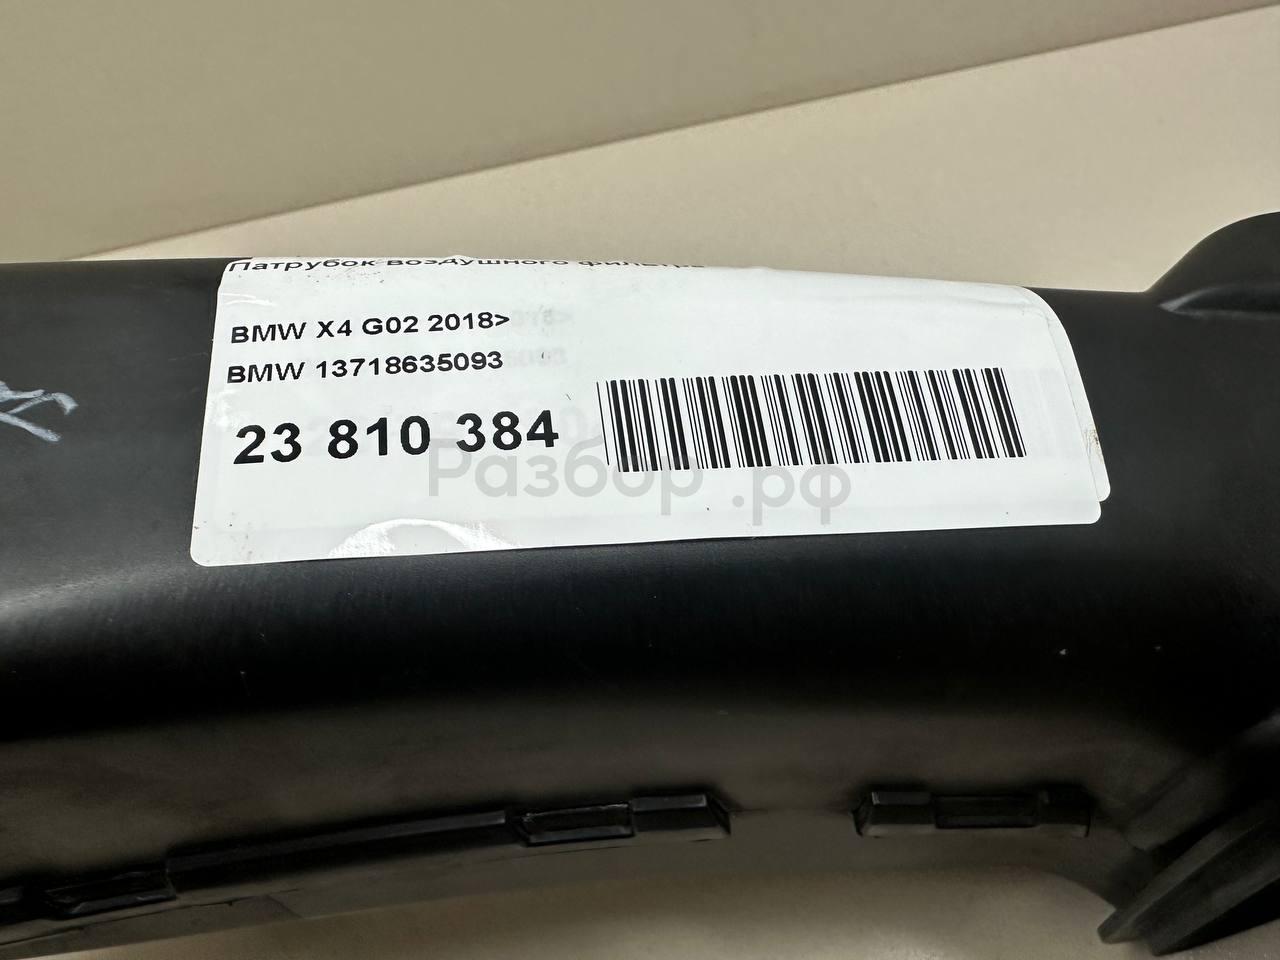 Патрубок воздушного фильтра
BMW X4 G02 2018>
BMW 13718635093
23 810 384
Разбор.рф